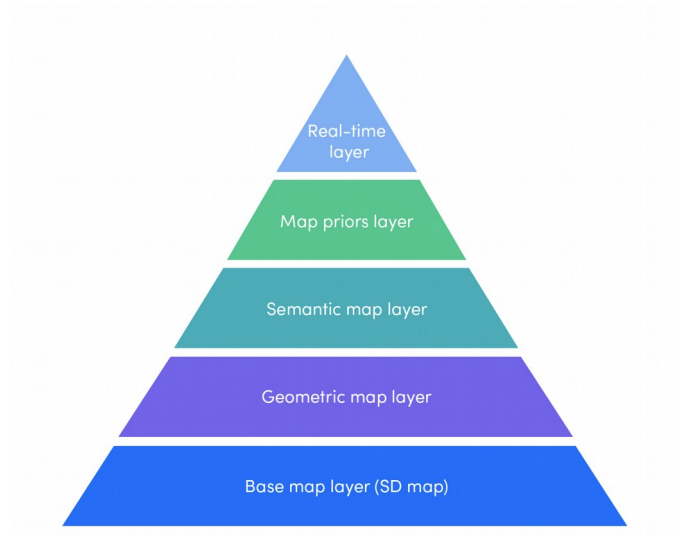 Real-time
layer
Map priors layer
Semantic map layer
Geometric map layer
Base map layer (SD map)